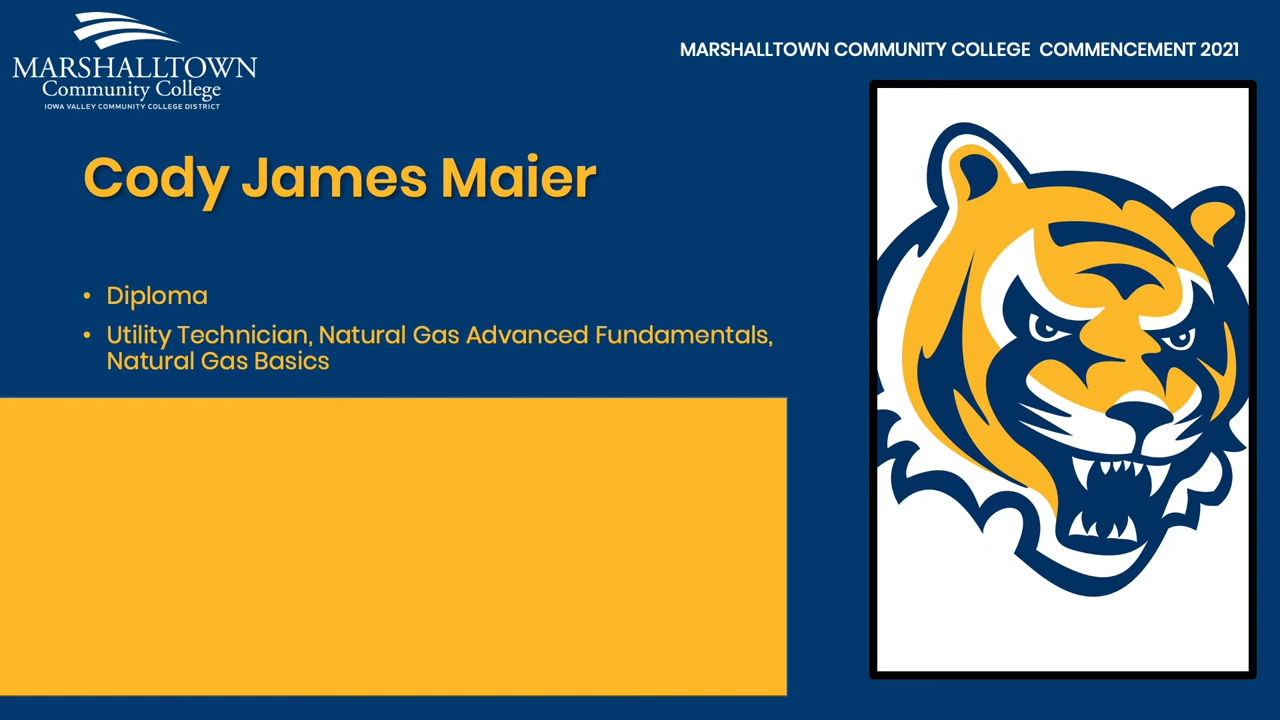 MARSHALLTOWN
Community College
IOWA VALLEY COMMUNITY COLLEGE DISTRICT
MARSHALLTOWN COMMUNITY COLLEGE  COMMENCEMENT 2021
Cody James Maier
• Diploma
• Utility Technician, Natural Gas Advanced Fundamentals,
Natural Gas Basics